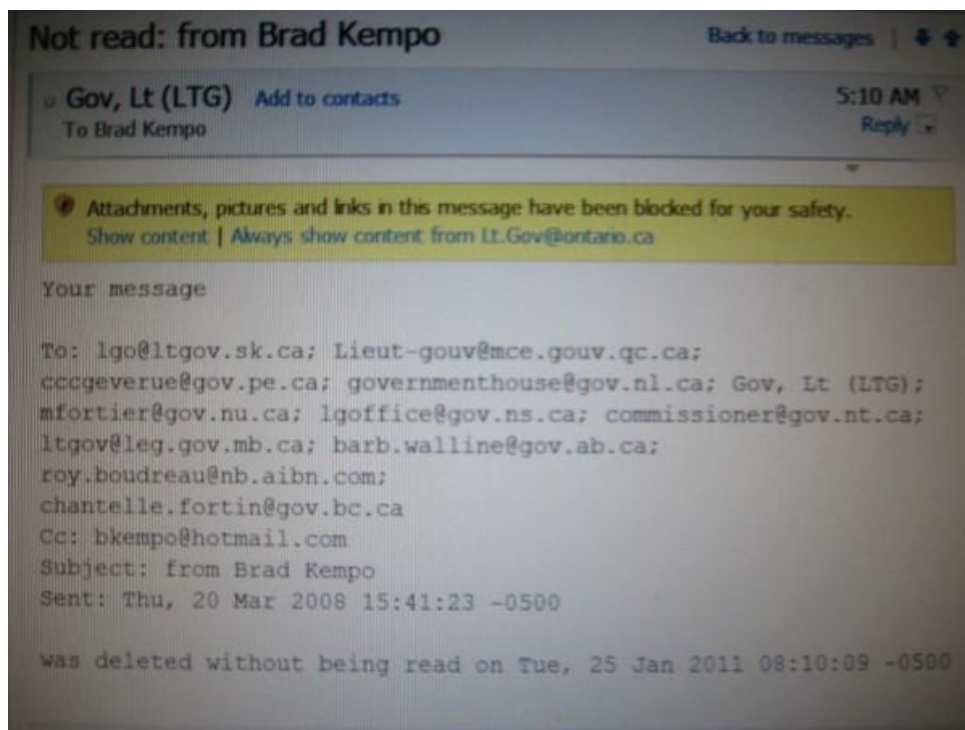 Not read: from Brad Kempo
Back to messages
Gov, Lt (LTG) Add to contacts
5:10 AM
To Brad Kempo
Reply
Attachments, pictures and links in this message have been blocked for your safety.
Show content | Always show content from Lt.Gov@ontario.ca
Your message
To: lgo@ltgov.sk.ca; Lieut-gouv@mce.gouv.qc.ca;
cccgeverue@gov.pe.ca; governmenthouse@gov.nl.ca; Gov, Lt (LTG);
mfortier@gov.nu.ca; lgoffice@gov.ns.ca; commissioner@gov.nt.ca;
ltgov@leg.gov.mb.ca; barb.walline@gov.ab.ca;
roy.boudreau@nb.aibn.com;
chantelle.fortin@gov.bc.ca
Cc: bkempo@hotmail.com
Subject: from Brad Kempo
Sent: Thu, 20 Mar 2008 15:41:23 -0500
was deleted without being read on Tue, 25 Jan 2011 08:10:09 -0500